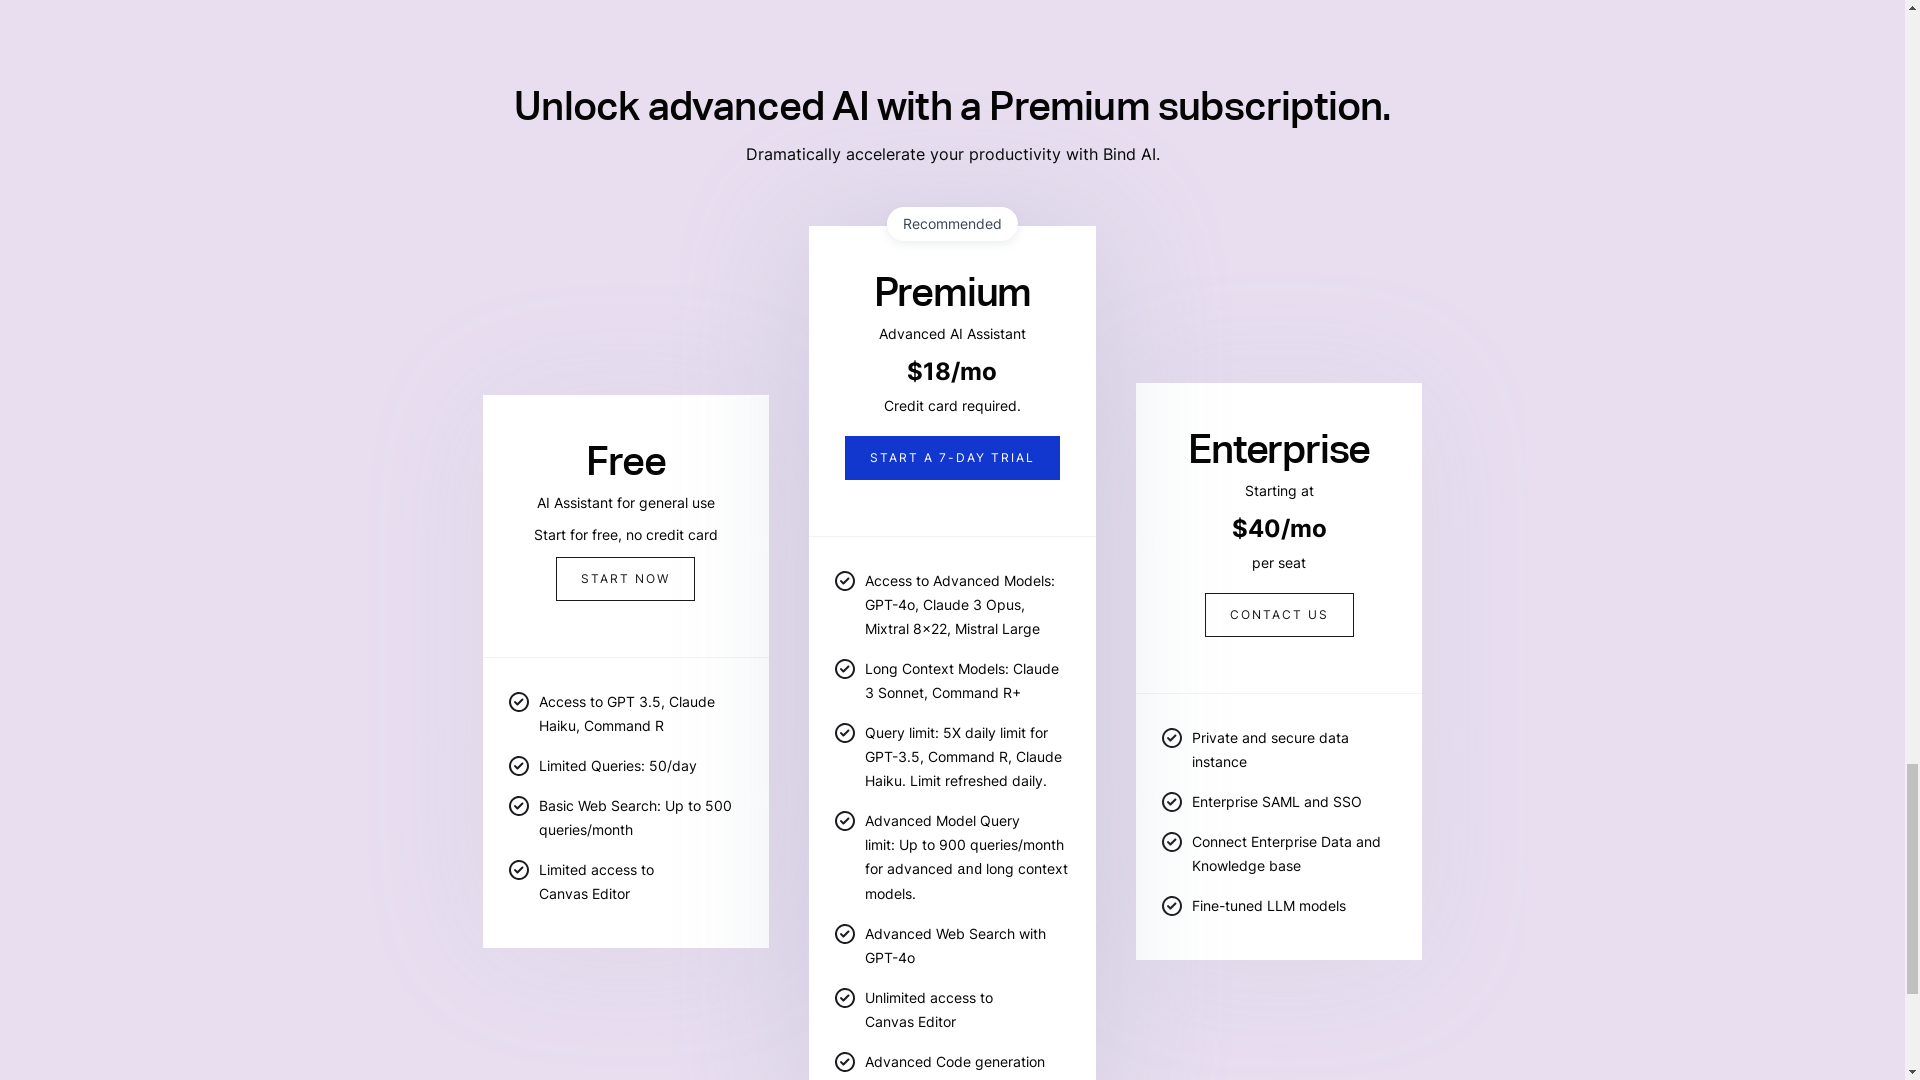 Unlock advanced AI with a Premium subscription.
Dramatically accelerate your productivity with Bind AI.
Free
AI Assistant for general use
Start for free, no credit card
START NOW
Access to GPT 3.5, Claude
Haiku, Command R
Limited Queries: 50/day
Basic Web Search: Up to 500
queries/month
Limited access to
Canvas Editor
Recommended
Premium
Advanced AI Assistant
$18/mo
Credit card required.
START A 7-DAY TRIAL
Access to Advanced Models:
GPT-4o, Claude 3 Opus,
Mixtral 8×22, Mistral Large
Long Context Models: Claude
3 Sonnet, Command R+
Query limit: 5X daily limit for
GPT-3.5, Command R, Claude
Haiku. Limit refreshed daily.
Advanced Model Query
limit: Up to 900 queries/month
for advanced and long context
models.
Advanced Web Search with
GPT-4o
Unlimited access to
Canvas Editor
Advanced Code generation
Enterprise
Starting at
$40/mo
per seat
CONTACT US
Private and secure data
instance
Enterprise SAML and SSO
Connect Enterprise Data and
Knowledge base
Fine-tuned LLM models